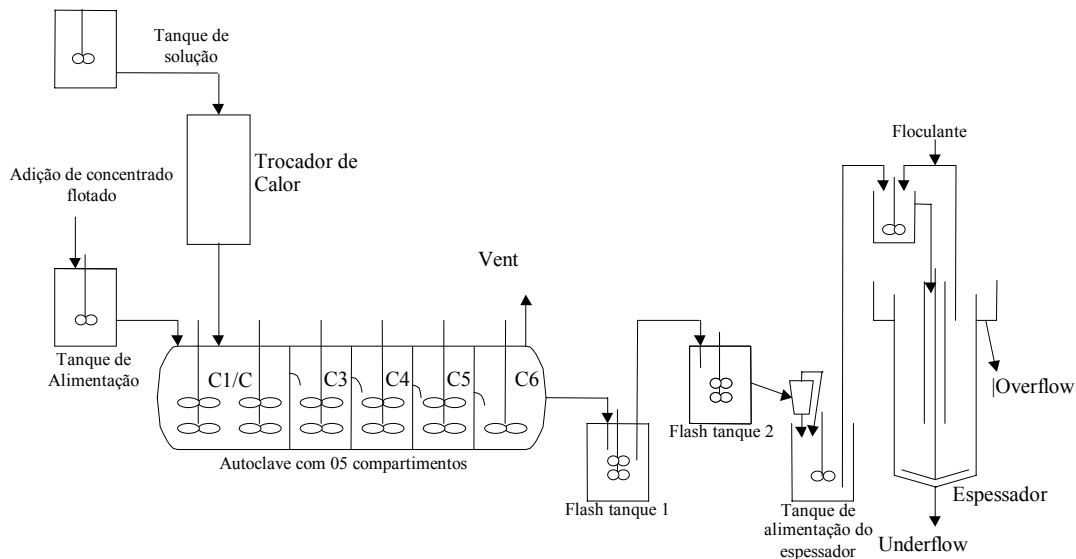 Tanque de
solução
Trocador de
Calor
Adição de concentrado
flotado
Tanque de
Alimentação
C1/C
C3
C4
C5
C6
Vent
Autoclave com 05 compartimentos
Flash tanque 1
Flash tanque 2
Tanque de
alimentação do
espessador
Floculante
Overflow
Espessador
Underflow